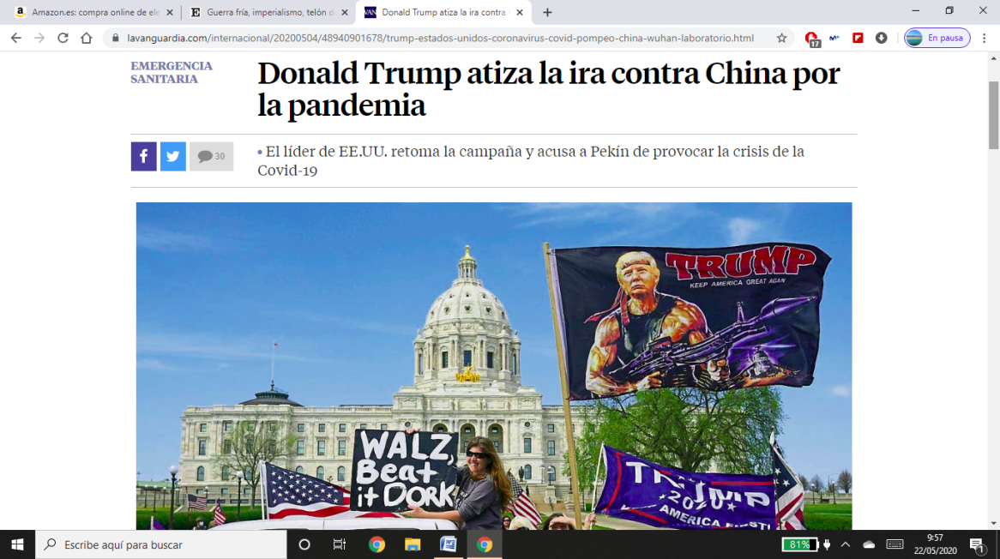 Amazon.es: compra online de ele
Guerra fría, imperialismo, telón d
Donald Trump atiza la ira contra
lavanguardia.com/internacional/20200504/48940901678/trump-estados-unidos-coronavirus-covid-pompeo-china-wuhan-laboratorio.html
17
En pausa
EMERGENCIA
SANITARIA
Donald Trump atiza la ira contra China por
la pandemia
30
• El líder de EE.UU. retoma la campaña y acusa a Pekín de provocar la crisis de la
Covid-19
TRUMP
KEEP AMERICA GREAT AGAIN
WALZ,
Beat
it DORK
TRUMP
2020
AMERICA FIRST!
Escribe aquí para buscar
81%
9:57
22/05/2020
1